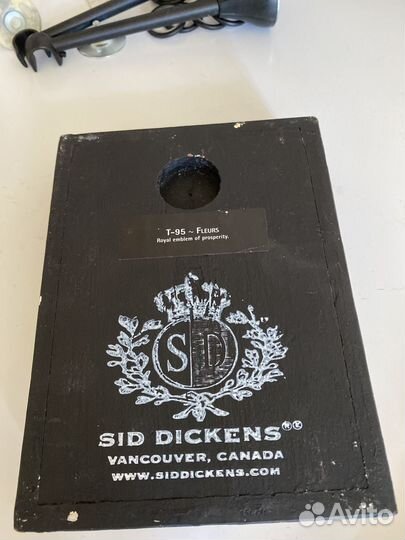 T-95 ~ FLEURS
Royal emblem of prosperity.
SD
SID DICKENS®
VANCOUVER, CANADA
WWW.SIDDICKENS.COM
Avito